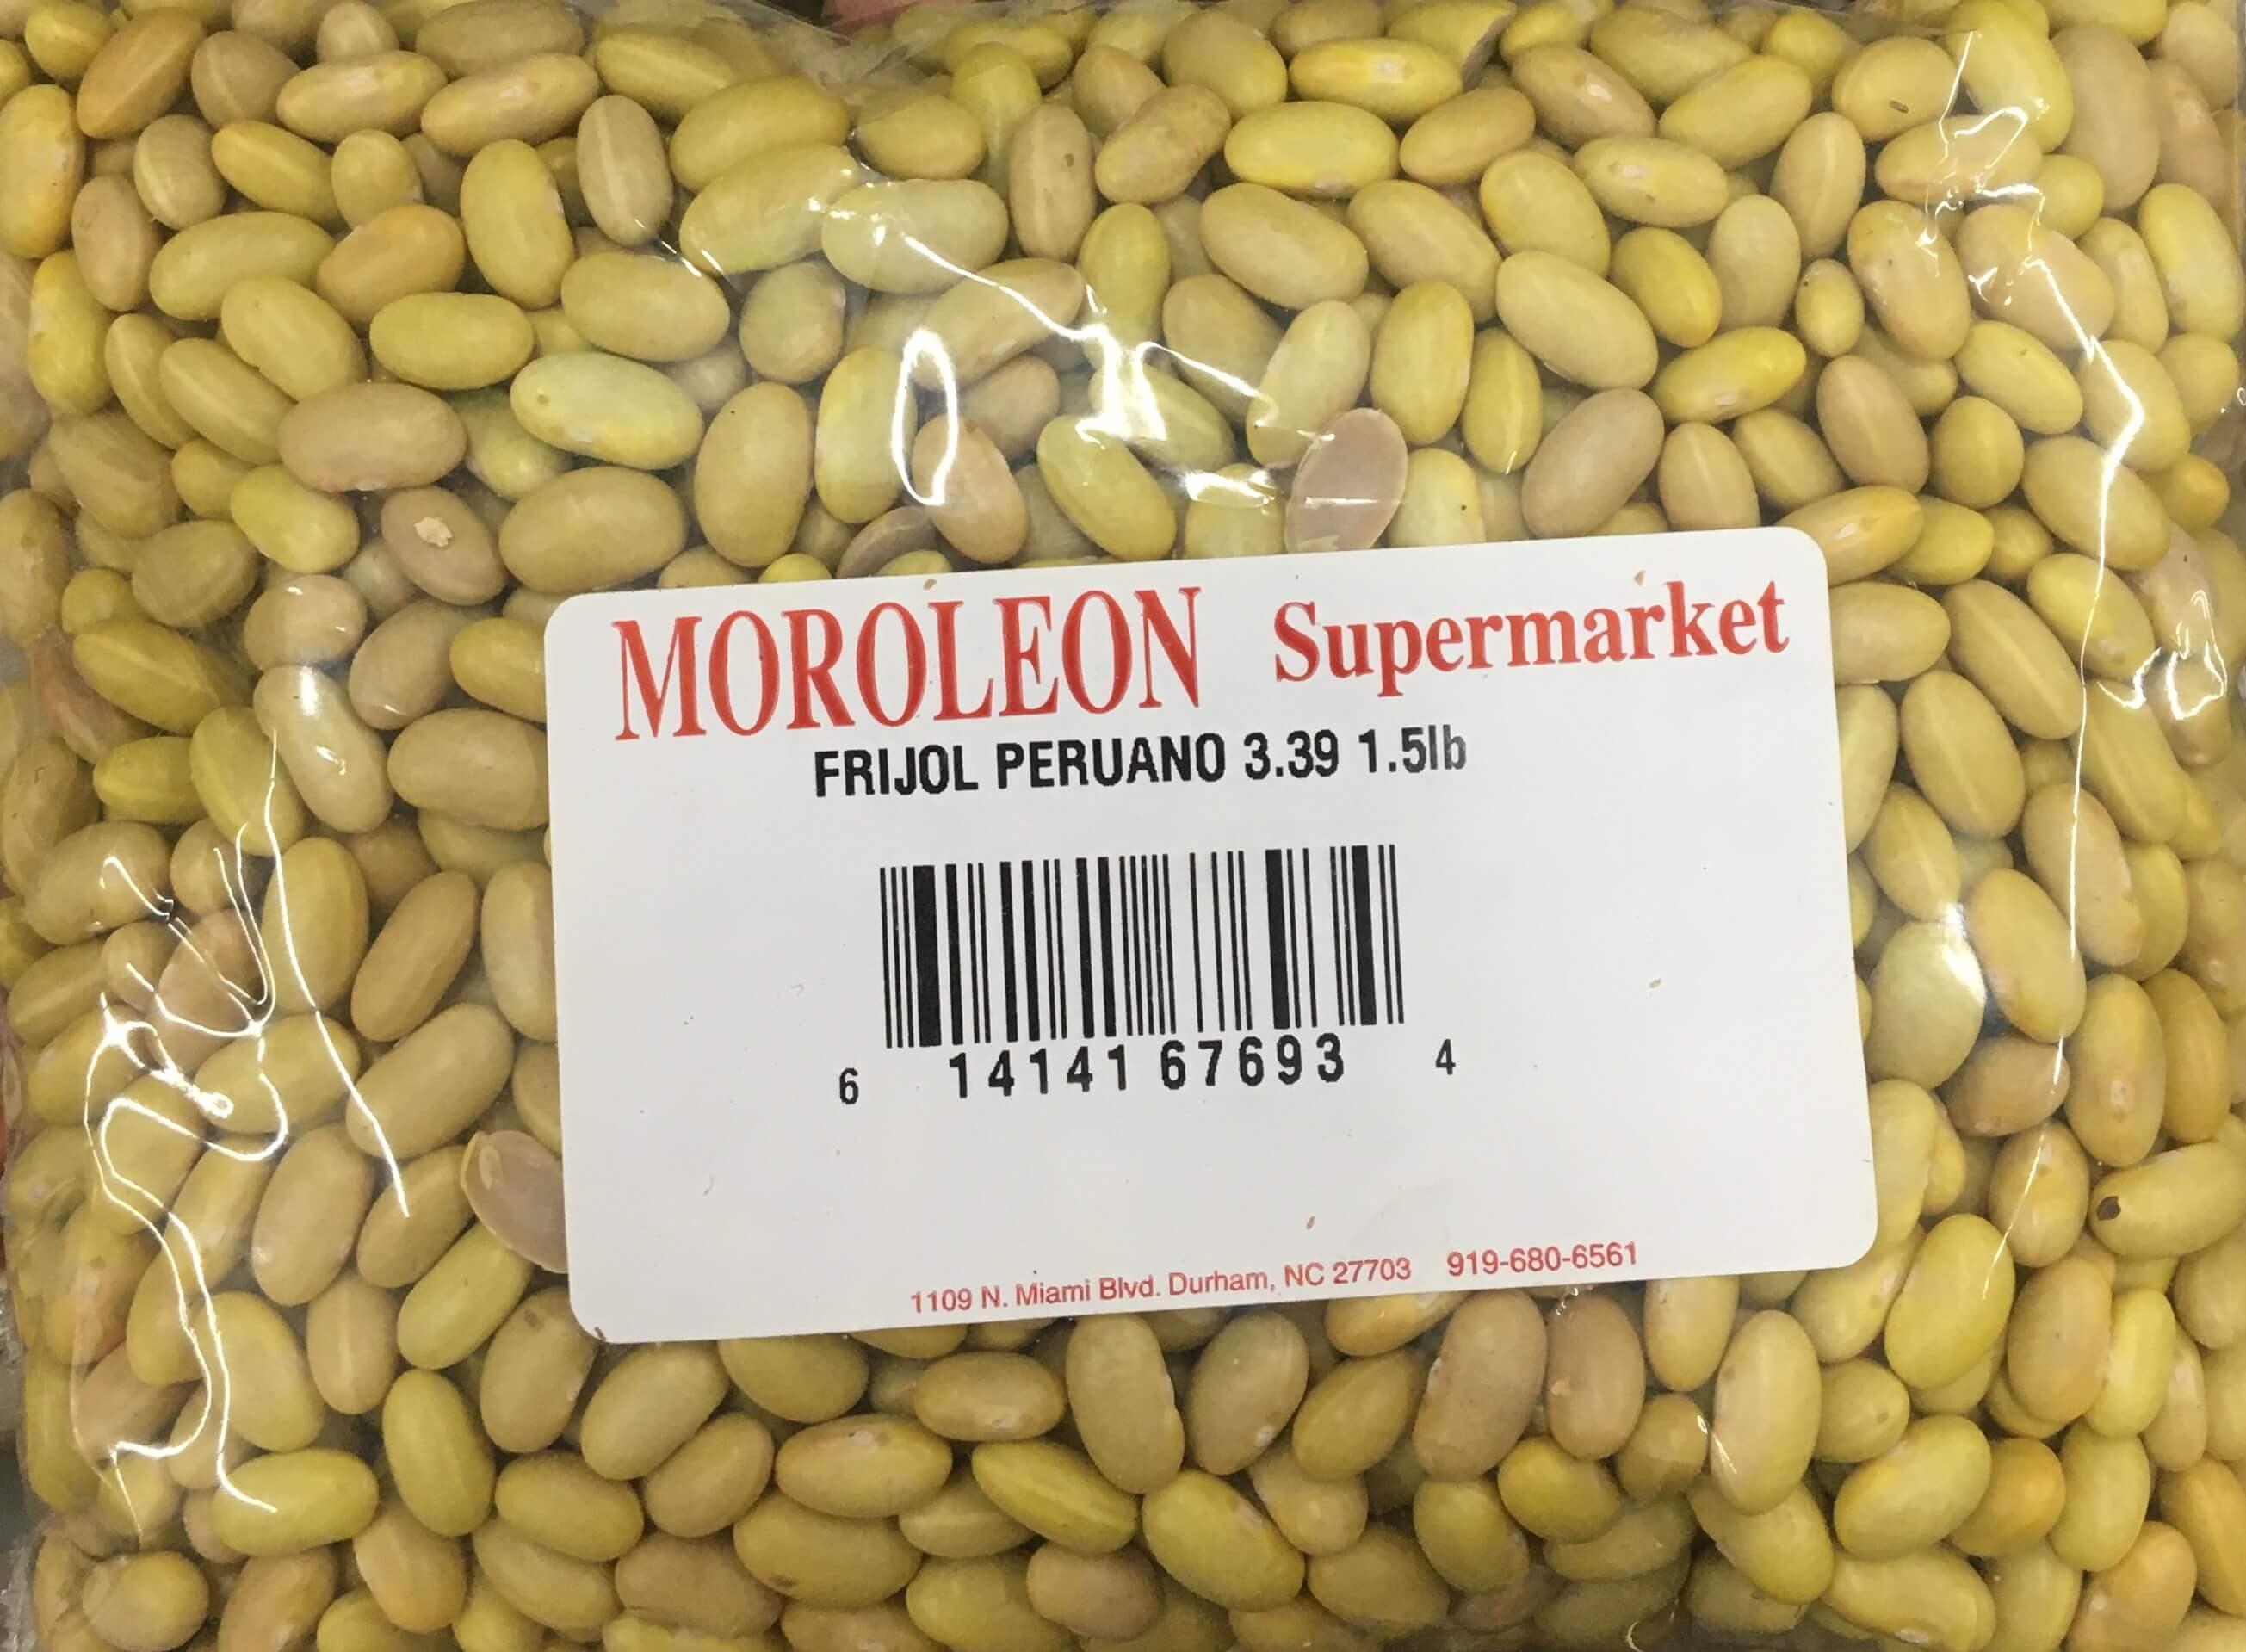 MOROLEON Supermarket
FRIJOL PERUANO 3.39 1.5lb
6 14141 67693 4
1109 N. Miami Blvd. Durham, NC 27703 919-680-6561